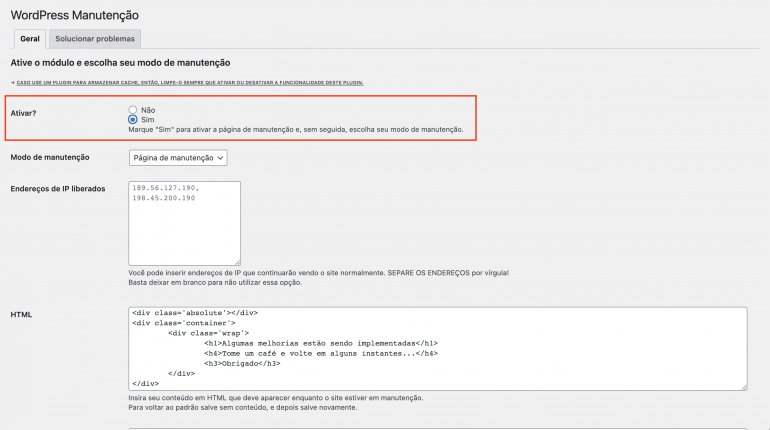 WordPress Manutenção
Geral
Solucionar problemas
Ative o módulo e escolha seu modo de manutenção
→ CASO USE UM PLUGIN PARA ARMAZENAR CACHE, ENTÃO, LIMPE-O SEMPRE QUE ATIVAR OU DESATIVAR A FUNCIONALIDADE DESTE PLUGIN.
Ativar?
Não
Sim
Marque "Sim" para ativar a página de manutenção e, sem seguida, escolha seu modo de manutenção.
Modo de manutenção
Página de manutenção
Endereços de IP liberados
189.56.127.190,
198.45.200.190
Você pode inserir endereços de IP que continuarão vendo o site normalmente. SEPARE OS ENDEREÇOS por vírgula!
Basta deixar em branco para não utilizar essa opção.
HTML
<div class='absolute'></div>
<div class='container'>
<div class='wrap'>
<h1>Algumas melhorias estão sendo implementadas</h1>
<h4>Tome um café e volte em alguns instantes...</h4>
<h3>Obrigado</h3>
</div>
</div>
Insira seu conteúdo em HTML que deve aparecer enquanto o site estiver em manutenção.
Para voltar ao padrão salve sem conteúdo, e depois salve novamente.